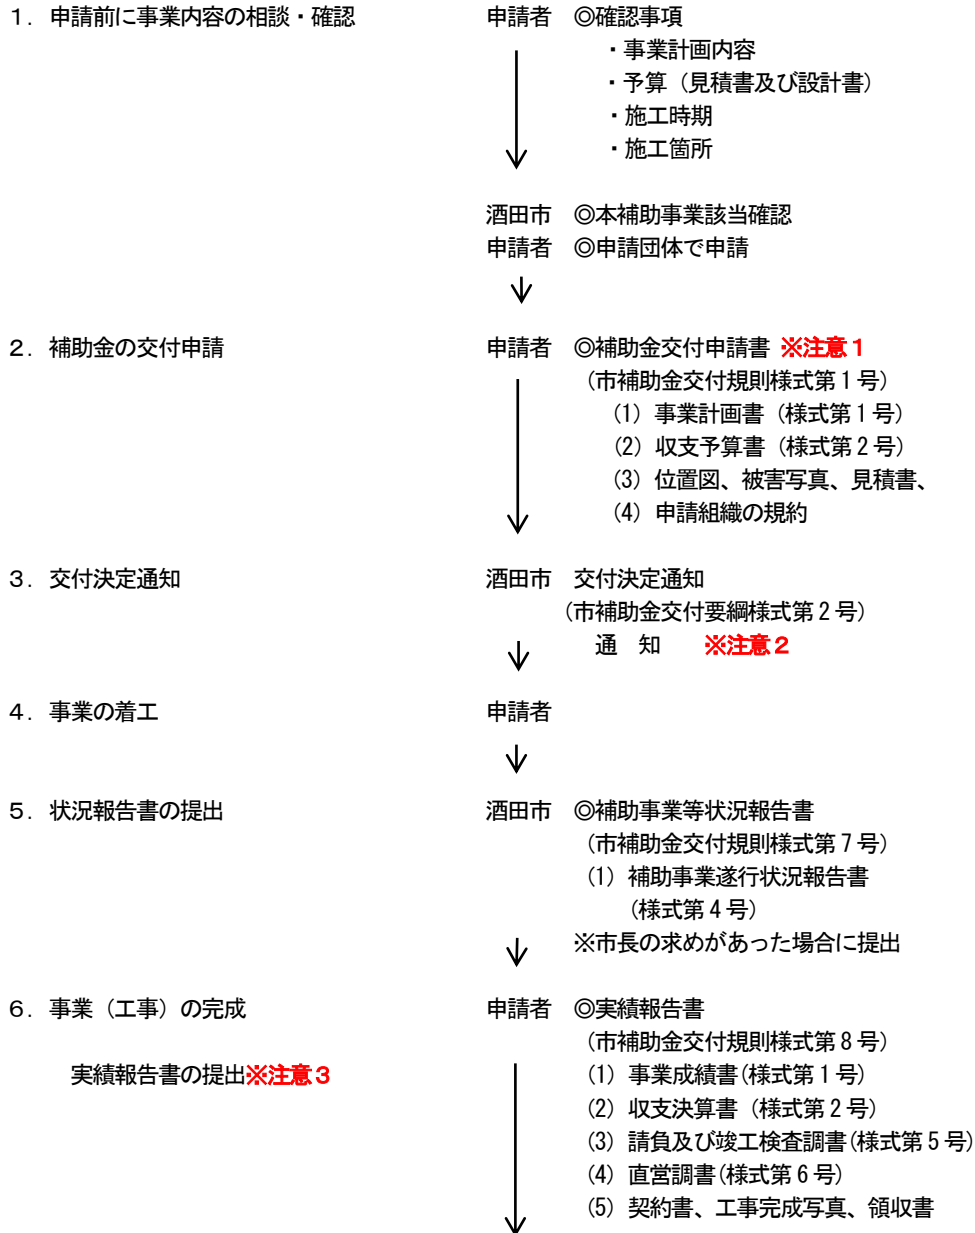 １．申請前に事業内容の相談・確認　申請者　◎確認事項
・事業計画内容
・予算（見積書及び設計書）
・施工時期
・施工箇所
酒田市　◎本補助事業該当確認
申請者　◎申請団体で申請
２．補助金の交付申請　申請者　◎補助金交付申請書 ※注意１
（市補助金交付規則様式第１号）
（1）事業計画書（様式第１号）
（2）収支予算書（様式第２号）
（3）位置図、被害写真、見積書、
（4）申請組織の規約
３．交付決定通知　酒田市　交付決定通知
（市補助金交付要綱様式第２号）
通　知　※注意２
４．事業の着工　申請者
５．状況報告書の提出　酒田市　◎補助事業等状況報告書
（市補助金交付規則様式第７号）
（1）補助事業遂行状況報告書
（様式第４号）
※市長の求めがあった場合に提出
６．事業（工事）の完成　申請者　◎実績報告書
（市補助金交付規則様式第８号）
実績報告書の提出※注意３　（1）事業成績書(様式第１号)
（2）収支決算書（様式第２号）
（3）請負及び竣工検査調書(様式第５号)
（4）直営調書(様式第６号)
（5）契約書、工事完成写真、領収書